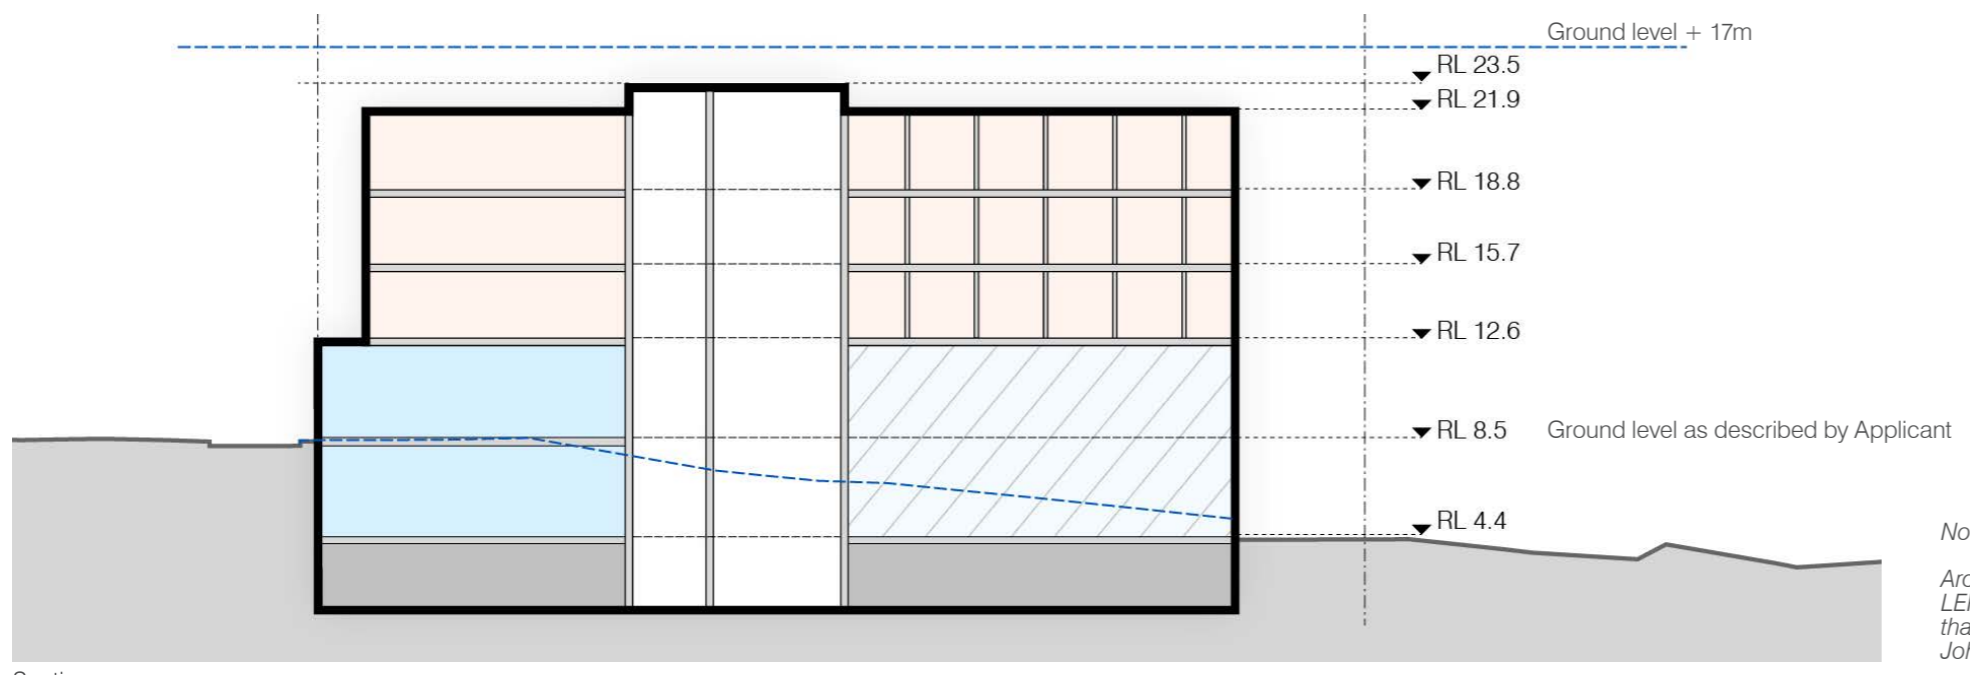 Ground level + 17m
RL 23.5
RL 21.9
RL 18.8
RL 15.7
RL 12.6
RL 8.5 Ground level as described by Applicant
RL 4.4